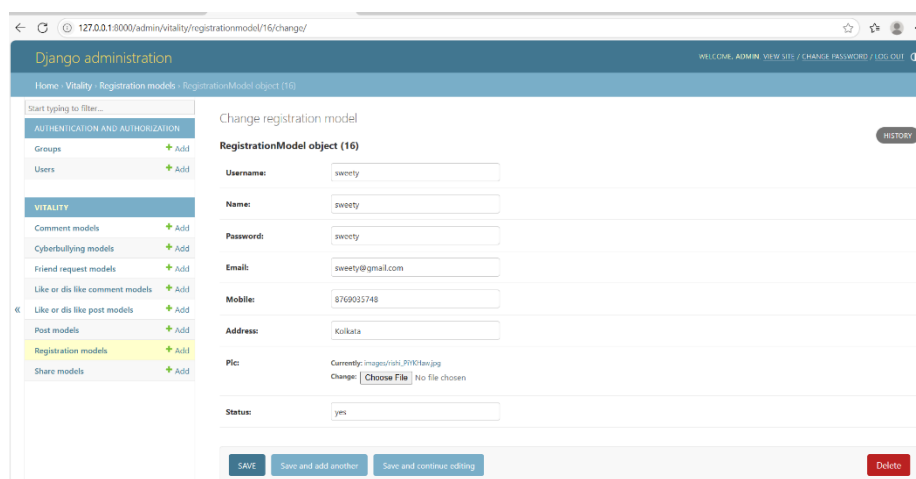 127.0.0.1:8000/admin/vitality/registrationmodel/16/change/
Django administration
WELCOME, ADMIN. VIEW SITE / CHANGE PASSWORD / LOG OUT
Home › Vitality › Registration models › RegistrationModel object (16)
Start typing to filter...
AUTHENTICATION AND AUTHORIZATION
Groups + Add
Users + Add
VITALITY
Comment models + Add
Cyberbullying models + Add
Friend request models + Add
Like or dis like comment models + Add
« Like or dis like post models + Add
Post models + Add
Registration models + Add
Share models + Add
Change registration model
HISTORY
RegistrationModel object (16)
Username: sweety
Name: sweety
Password: sweety
Email: sweety@gmail.com
Mobile: 8769035748
Address: Kolkata
Pic: Currently: images/rishi_PiYKHaw.jpg
Change: Choose File No file chosen
Status: yes
SAVE Save and add another Save and continue editing Delete